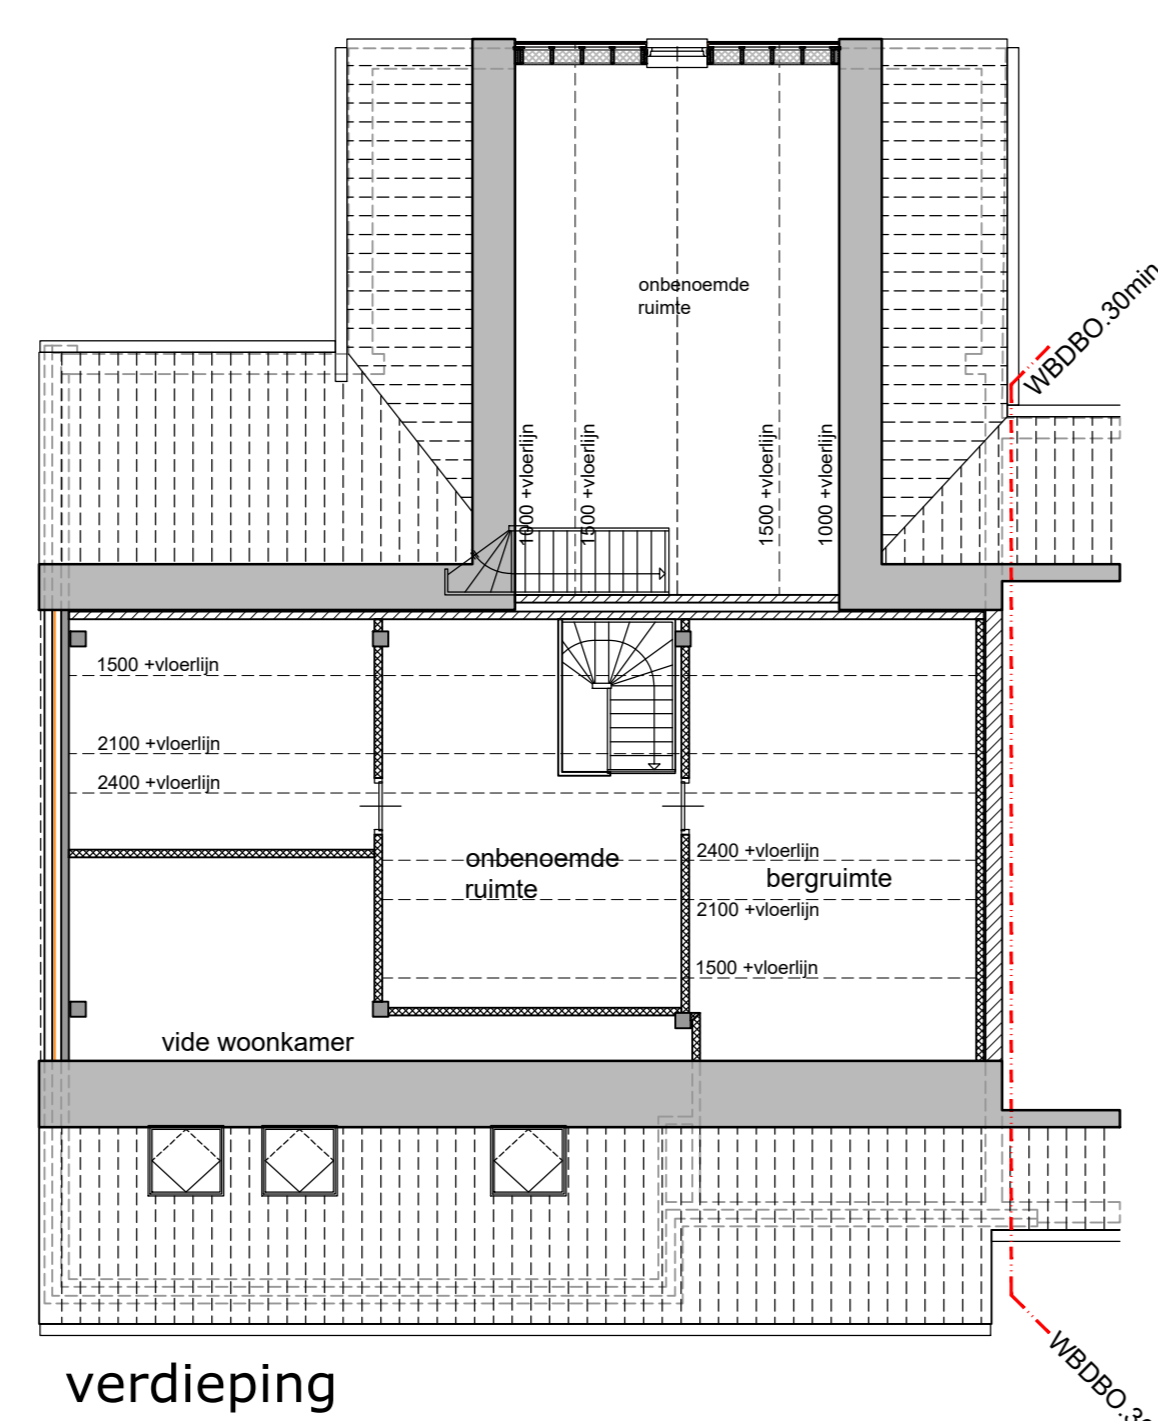 onbenoemde
ruimte
WBDBO.30min
1000 +vloerlijn
1500 +vloerlijn
1500 +vloerlijn
1000 +vloerlijn
1500 +vloerlijn
2100 +vloerlijn
2400 +vloerlijn
onbenoemde
ruimte
2400 +vloerlijn
bergruimte
2100 +vloerlijn
1500 +vloerlijn
vide woonkamer
verdieping
WBDBO.30